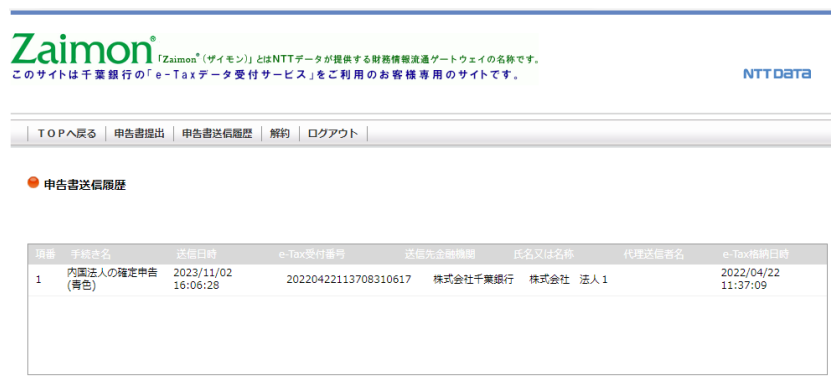 Zaimon®「Zaimon®(ザイモン)」とはNTTデータが提供する財務情報流通ゲートウェイの名称です。
このサイトは千葉銀行の「e-Taxデータ受付サービス」をご利用のお客様専用のサイトです。
NTT DATA
TOPへ戻る 申告書提出 申告書送信履歴 解約 ログアウト
申告書送信履歴
項番 手続き名 送信日時 e-Tax受付番号 送信先金融機関 氏名又は名称 代理送信者名 e-Tax格納日時
1 内国法人の確定申告(青色) 2023/11/02 16:06:28 20220422113708310617 株式会社千葉銀行 株式会社 法人1 2022/04/22 11:37:09